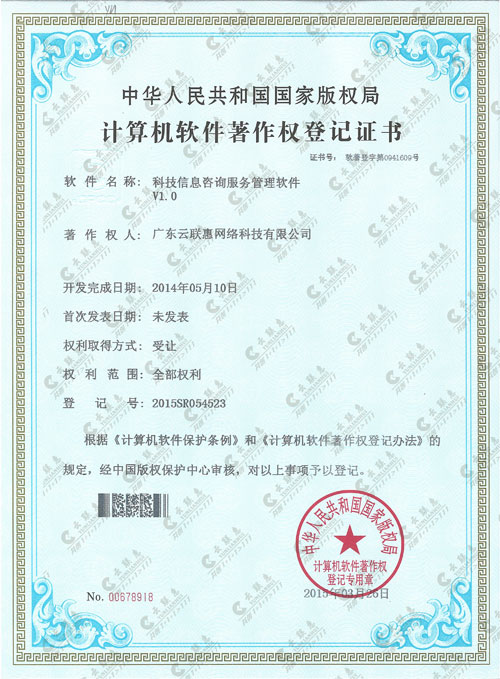 中华人民共和国国家版权局
计算机软件著作权登记证书
证书号： 软著登字第0941609号
软件名称： 科技信息咨询服务管理软件
V1.0
著作权人： 广东云联惠网络科技有限公司
开发完成日期： 2014年05月10日
首次发表日期： 未发表
权利取得方式： 受让
权利范围： 全部权利
登记号： 2015SR054523
根据《计算机软件保护条例》和《计算机软件著作权登记办法》的
规定，经中国版权保护中心审核，对以上事项予以登记。
中华人民共和国国家版权局
计算机软件著作权
登记专用章
No. 00678918
2015年03月26日